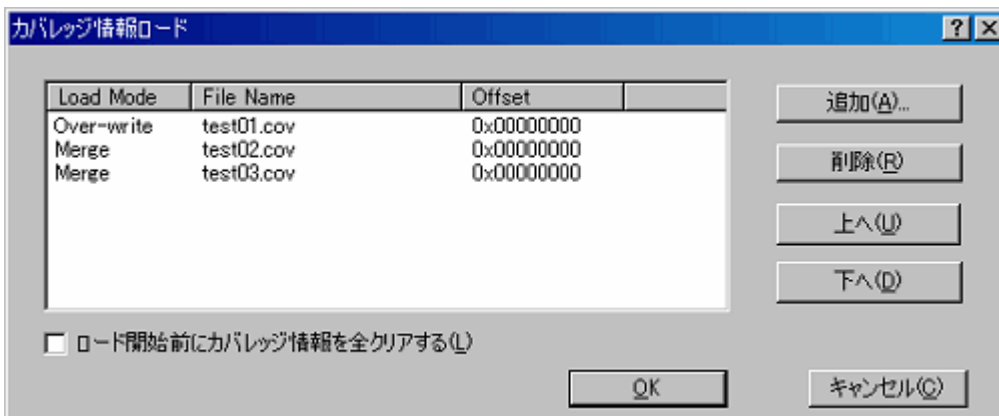 カバレッジ情報ロード
Load Mode File Name Offset
Over-write test01.cov 0x00000000
Merge test02.cov 0x00000000
Merge test03.cov 0x00000000
追加(A)...
削除(R)
上へ(U)
下へ(D)
ロード開始前にカバレッジ情報を全クリアする(L)
OK キャンセル(C)